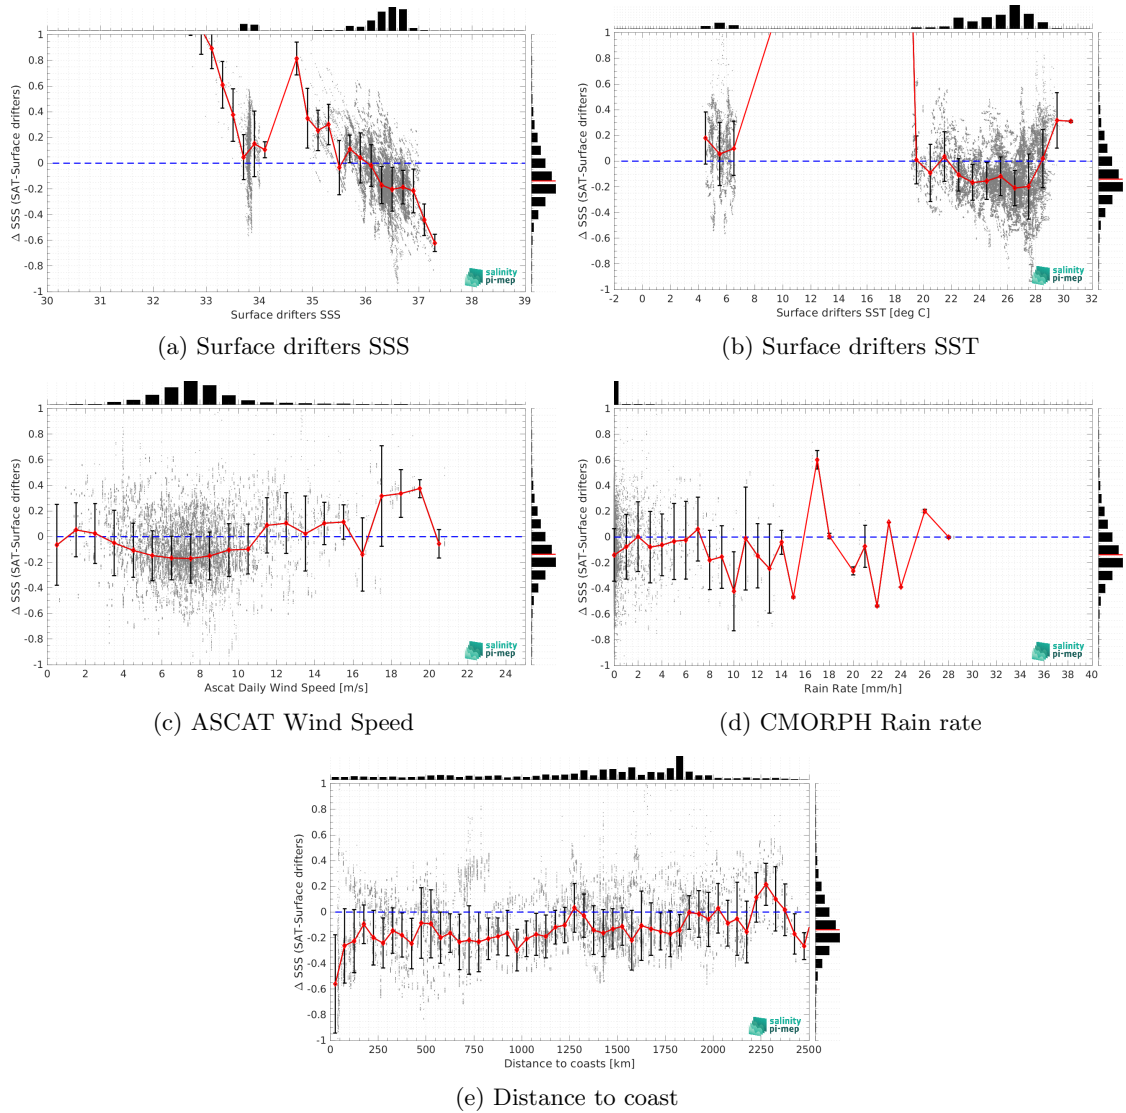 1
0.8
0.6
0.4
0.2
0
-0.2
-0.4
-0.6
-0.8
-1
Δ SSS (SAT-Surface drifters)
30 31 32 33 34 35 36 37 38 39
Surface drifters SSS
salinity
pi-mep
(a) Surface drifters SSS
1
0.8
0.6
0.4
0.2
0
-0.2
-0.4
-0.6
-0.8
-1
Δ SSS (SAT-Surface drifters)
-2 0 2 4 6 8 10 12 14 16 18 20 22 24 26 28 30 32
Surface drifters SST [deg C]
salinity
pi-mep
(b) Surface drifters SST
1
0.8
0.6
0.4
0.2
0
-0.2
-0.4
-0.6
-0.8
-1
Δ SSS (SAT-Surface drifters)
0 2 4 6 8 10 12 14 16 18 20 22 24
Ascat Daily Wind Speed [m/s]
salinity
pi-mep
(c) ASCAT Wind Speed
1
0.8
0.6
0.4
0.2
0
-0.2
-0.4
-0.6
-0.8
-1
Δ SSS (SAT-Surface drifters)
0 2 4 6 8 10 12 14 16 18 20 22 24 26 28 30 32 34 36 38 40
Rain Rate [mm/h]
salinity
pi-mep
(d) CMORPH Rain rate
1
0.8
0.6
0.4
0.2
0
-0.2
-0.4
-0.6
-0.8
-1
Δ SSS (SAT-Surface drifters)
0 250 500 750 1000 1250 1500 1750 2000 2250 2500
Distance to coasts [km]
salinity
pi-mep
(e) Distance to coast